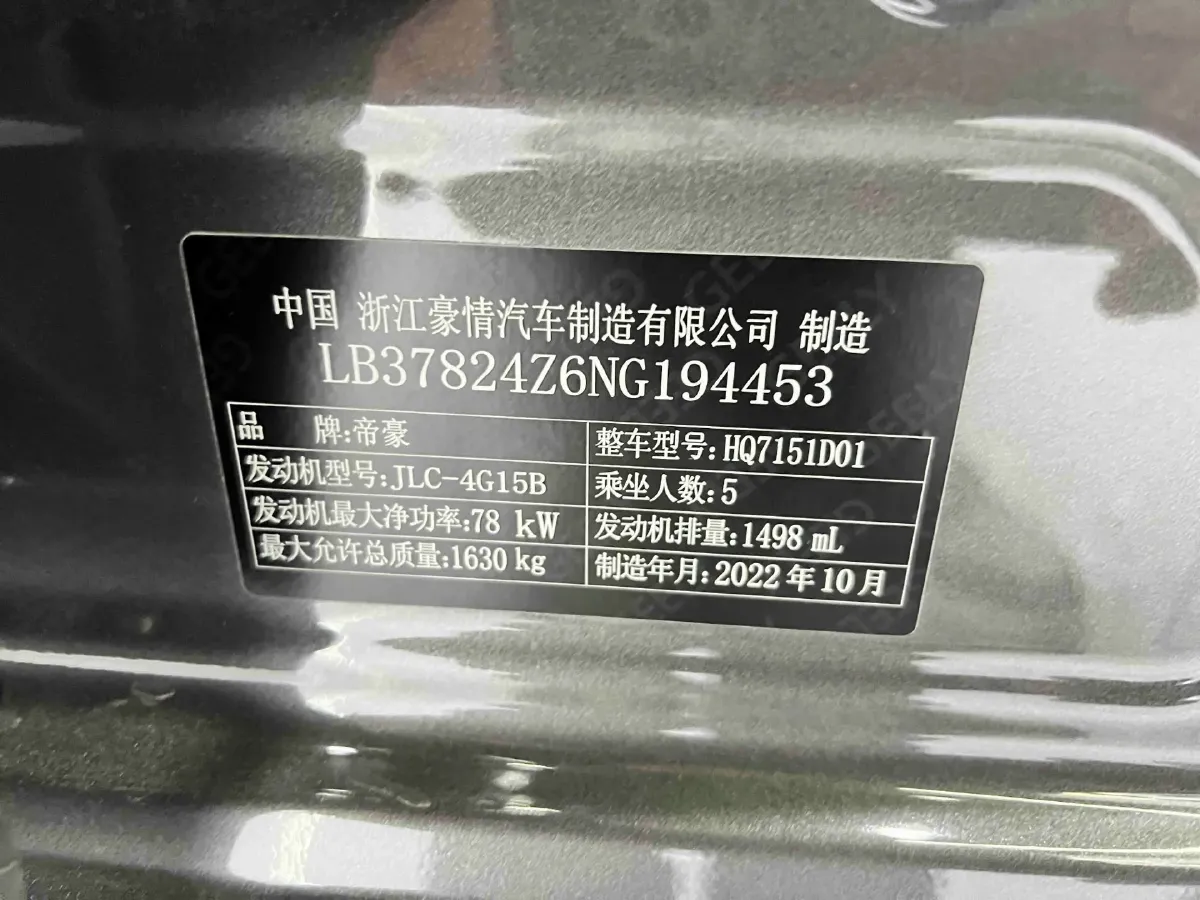 中国 浙江豪情汽车制造有限公司 制造
LB37824Z6NG194453
品 牌:帝豪 整车型号:HQ7151D01
发动机型号:JLC-4G15B 乘坐人数:5
发动机最大净功率:78 kW 发动机排量:1498 mL
最大允许总质量:1630 kg 制造年月:2022年10月